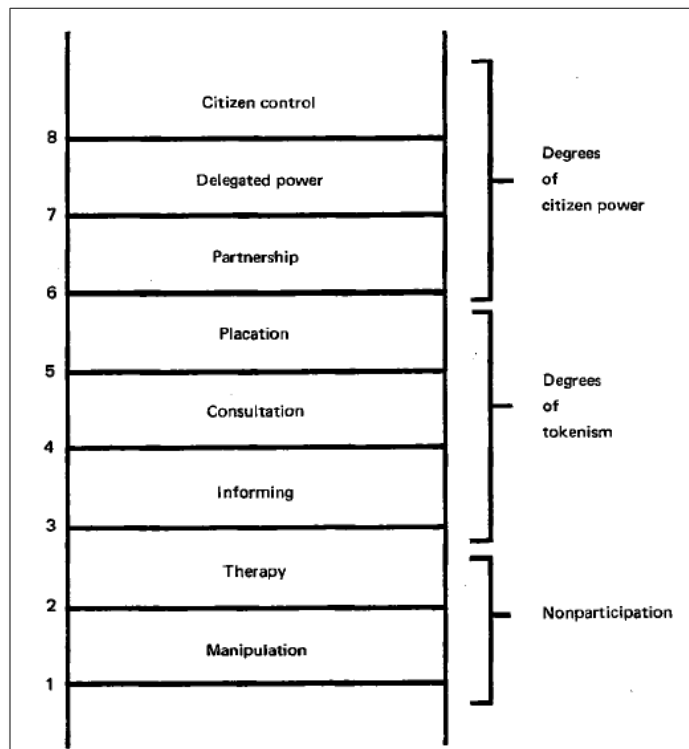 Citizen control
8
Delegated power
7
Partnership
6
Placation
5
Consultation
4
Informing
3
Therapy
2
Manipulation
1
Degrees
of
citizen power
Degrees
of
tokenism
Nonparticipation